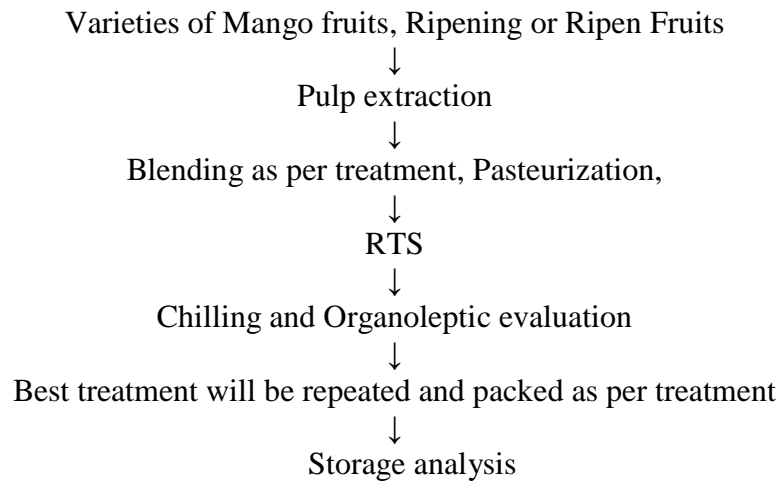 Varieties of Mango fruits, Ripening or Ripen Fruits
↓
Pulp extraction
↓
Blending as per treatment, Pasteurization,
↓
RTS
↓
Chilling and Organoleptic evaluation
↓
Best treatment will be repeated and packed as per treatment
↓
Storage analysis